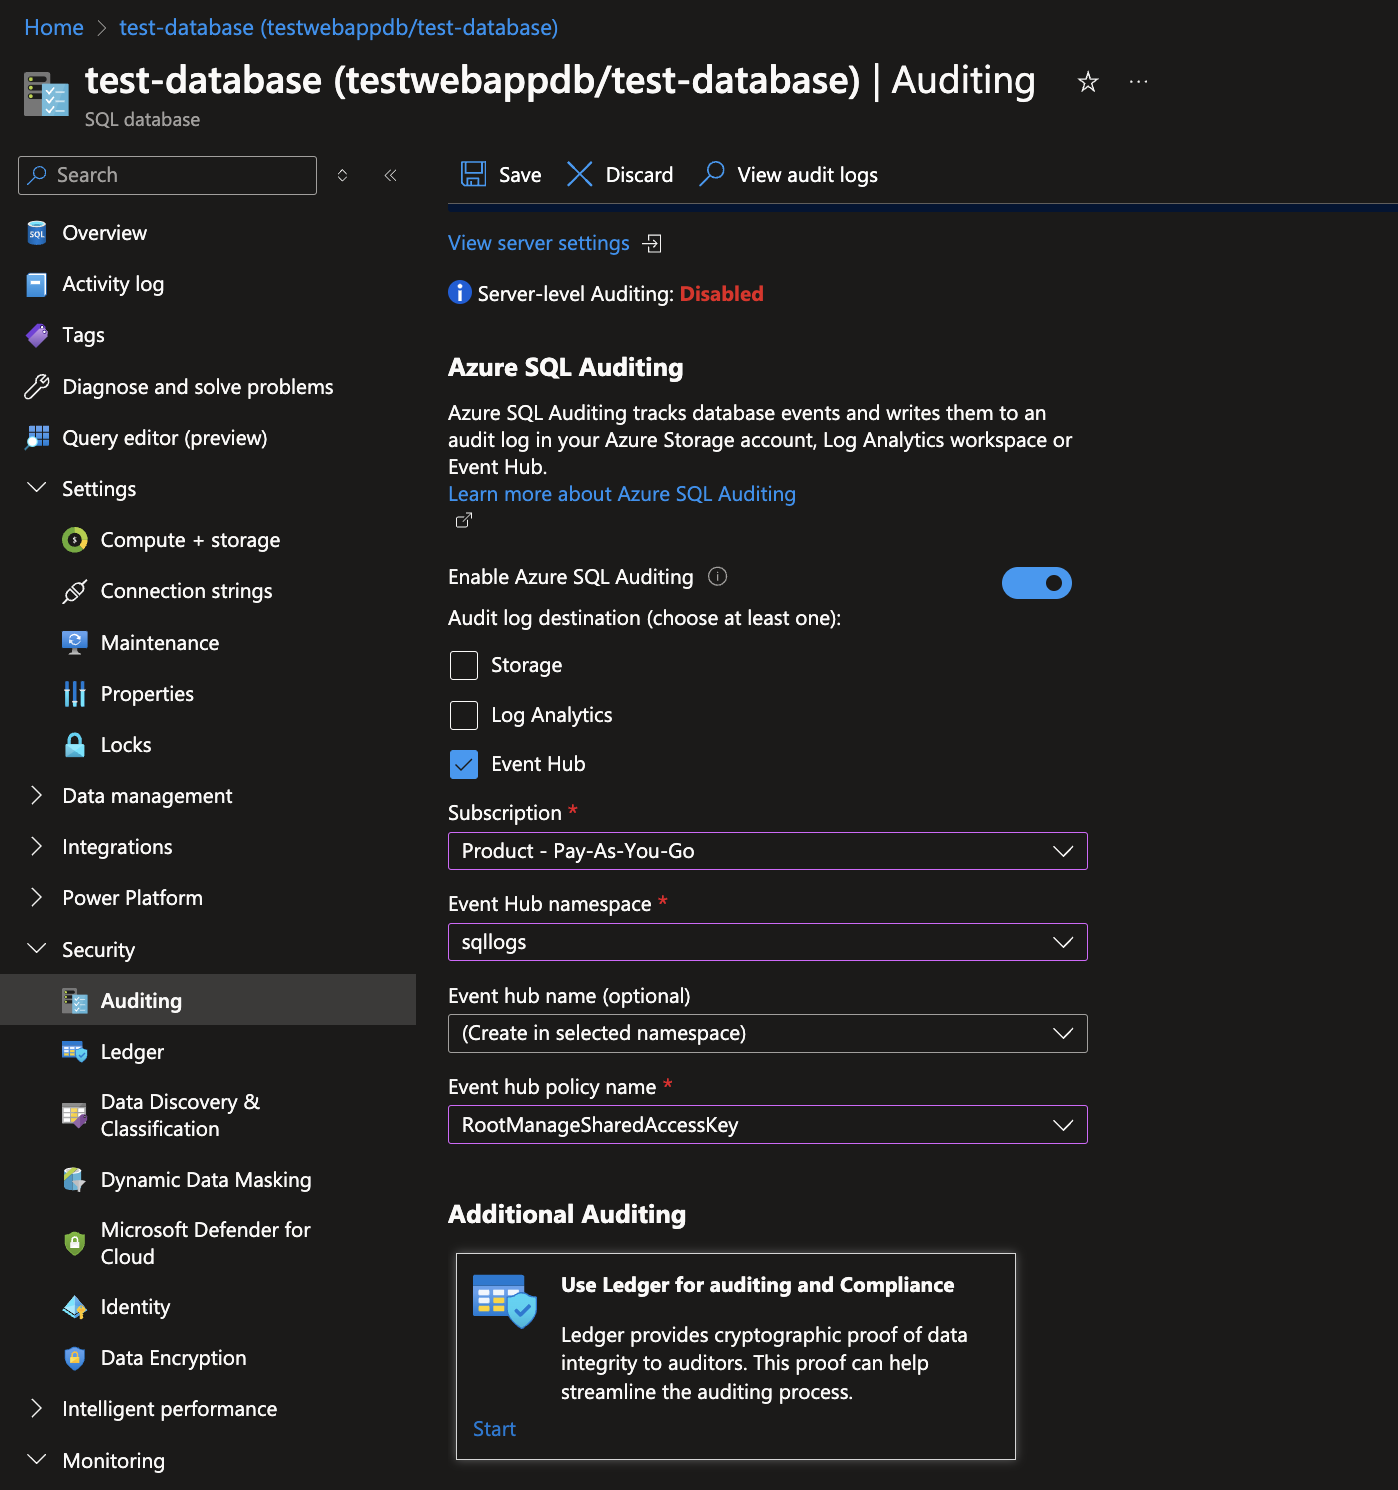 Home > test-database (testwebappdb/test-database)
test-database (testwebappdb/test-database) | Auditing
SQL database
Search
Overview
Activity log
Tags
Diagnose and solve problems
Query editor (preview)
Settings
Compute + storage
Connection strings
Maintenance
Properties
Locks
Data management
Integrations
Power Platform
Security
Auditing
Ledger
Data Discovery &
Classification
Dynamic Data Masking
Microsoft Defender for
Cloud
Identity
Data Encryption
Intelligent performance
Monitoring
Save
Discard
View audit logs
View server settings
Server-level Auditing: Disabled
Azure SQL Auditing
Azure SQL Auditing tracks database events and writes them to an
audit log in your Azure Storage account, Log Analytics workspace or
Event Hub.
Learn more about Azure SQL Auditing
Enable Azure SQL Auditing
Audit log destination (choose at least one):
Storage
Log Analytics
Event Hub
Subscription *
Product - Pay-As-You-Go
Event Hub namespace *
sqllogs
Event hub name (optional)
(Create in selected namespace)
Event hub policy name *
RootManageSharedAccessKey
Additional Auditing
Use Ledger for auditing and Compliance
Ledger provides cryptographic proof of data
integrity to auditors. This proof can help
streamline the auditing process.
Start